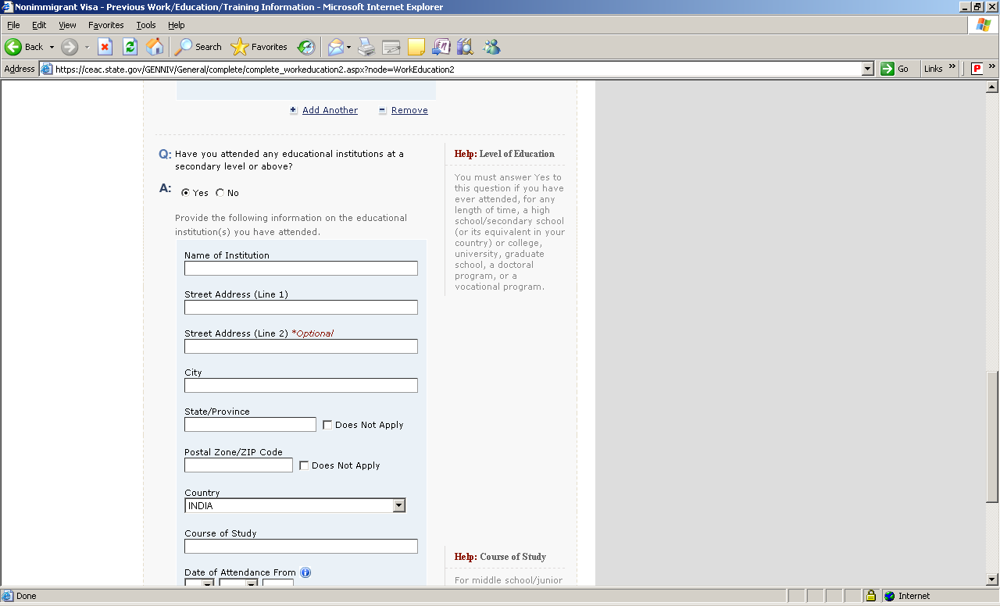 Nonimmigrant Visa - Previous Work/Education/Training Information - Microsoft Internet Explorer
File Edit View Favorites Tools Help
Back Search Favorites
Address https://ceac.state.gov/GENNIV/General/complete/complete_workeducation2.aspx?node=WorkEducation2 Go Links »
Add Another Remove
Q: Have you attended any educational institutions at a
secondary level or above?
A: Yes No
Provide the following information on the educational
institution(s) you have attended.
Name of Institution
Street Address (Line 1)
Street Address (Line 2) *Optional
City
State/Province
Does Not Apply
Postal Zone/ZIP Code
Does Not Apply
Country
INDIA
Course of Study
Date of Attendance From
Help: Level of Education
You must answer Yes to
this question if you have
ever attended, for any
length of time, a high
school/secondary school
(or its equivalent in your
country) or college,
university, graduate
school, a doctoral
program, or a
vocational program.
Help: Course of Study
For middle school/junior
Done Internet